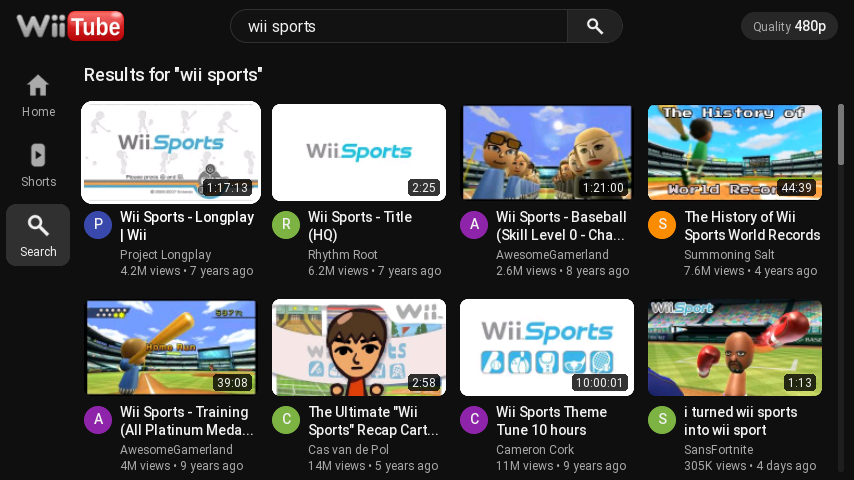 Wii Tube
wii sports
Quality 480p
Results for "wii sports"
Home
Shorts
Search
Wii Sports
1:17:13
Wii Sports - Longplay
| Wii
Project Longplay
4.2M views • 7 years ago
Wii Sports
2:25
Wii Sports - Title
(HQ)
Rhythm Root
6.2M views • 7 years ago
1:21:00
Wii Sports - Baseball
(Skill Level 0 - Cha...
AwesomeGamerland
2.6M views • 8 years ago
The History of
World Recor
44:39
The History of Wii
Sports World Records
Summoning Salt
7.6M views • 4 years ago
Home Run
39:08
Wii Sports - Training
(All Platinum Meda...
AwesomeGamerland
4M views • 9 years ago
Wii
2:58
The Ultimate "Wii
Sports" Recap Cart...
Cas van de Pol
14M views • 5 years ago
Wii Sports
10:00:01
Wii Sports Theme
Tune 10 hours
Cameron Cork
11M views • 9 years ago
Wii Sport
1:13
i turned wii sports
into wii sport
SansFortnite
305K views • 4 days ago
P
R
A
S
A
C
C
S